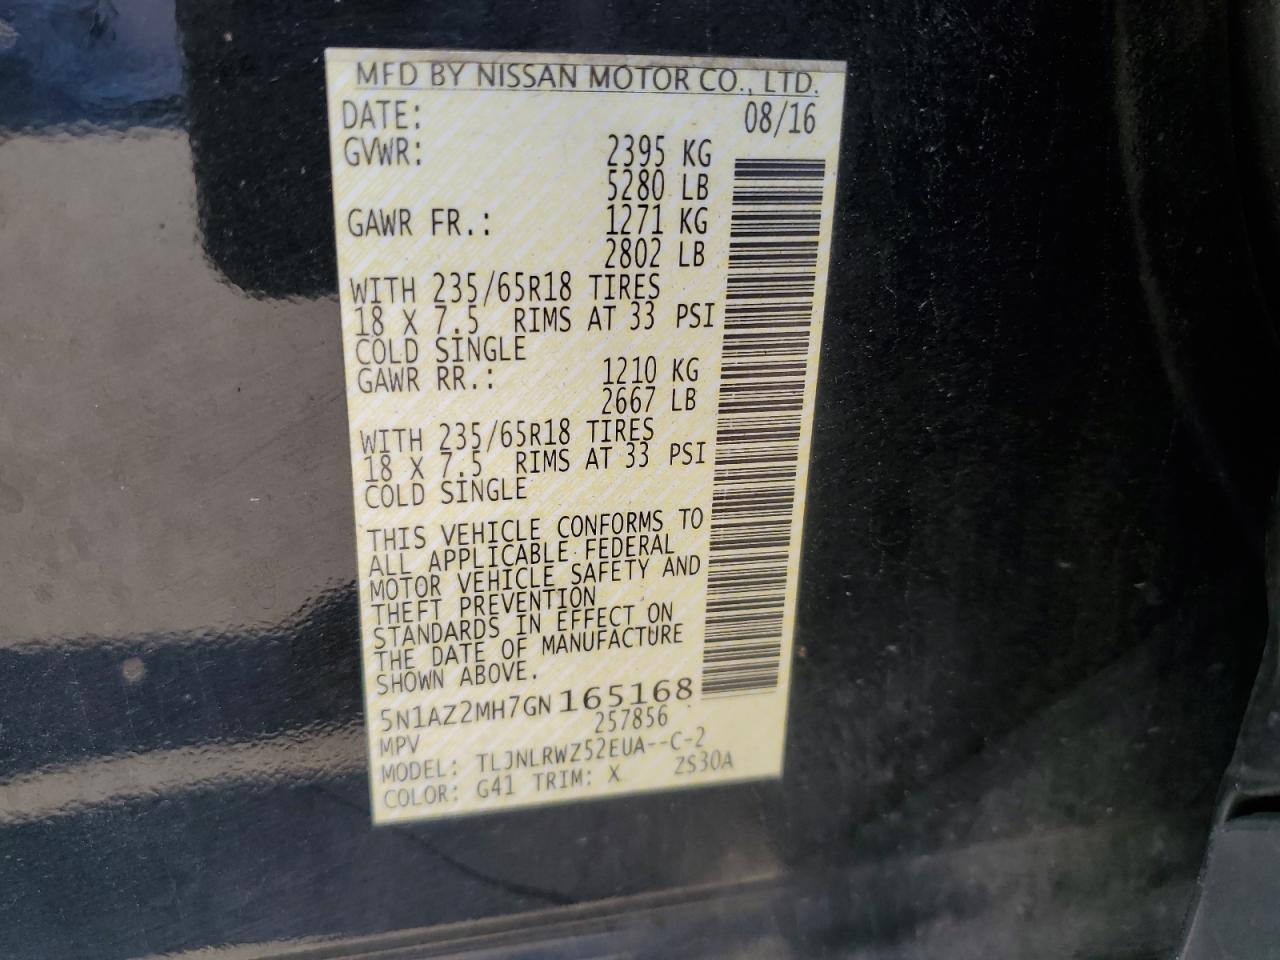 MFD BY NISSAN MOTOR CO., LTD.
DATE: 08/16
GVWR: 2395 KG
5280 LB
GAWR FR.: 1271 KG
2802 LB
WITH 235/65R18 TIRES
18 X 7.5 RIMS AT 33 PSI
COLD SINGLE
GAWR RR.: 1210 KG
2667 LB
WITH 235/65R18 TIRES
18 X 7.5 RIMS AT 33 PSI
COLD SINGLE
THIS VEHICLE CONFORMS TO
ALL APPLICABLE FEDERAL
MOTOR VEHICLE SAFETY AND
THEFT PREVENTION
STANDARDS IN EFFECT ON
THE DATE OF MANUFACTURE
SHOWN ABOVE.
5N1AZ2MH7GN165168
MPV 257856
MODEL: TLJNLRWZ52EUA--C-2
COLOR: G41 TRIM: X ZS30A